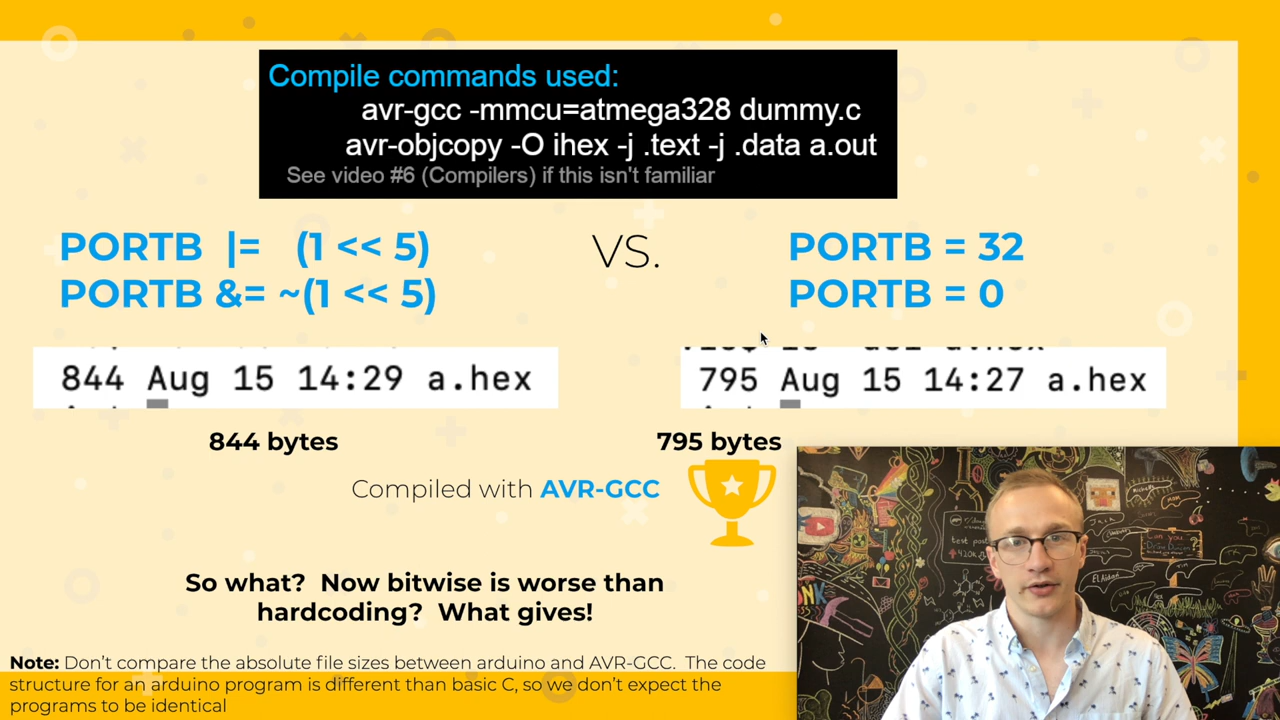 Compile commands used:
avr-gcc -mmcu=atmega328 dummy.c
avr-objcopy -O ihex -j .text -j .data a.out
See video #6 (Compilers) if this isn't familiar
PORTB |= (1 << 5)
PORTB &= ~(1 << 5)
VS.
PORTB = 32
PORTB = 0
844 Aug 15 14:29 a.hex
795 Aug 15 14:27 a.hex
844 bytes
795 bytes
Compiled with AVR-GCC
So what? Now bitwise is worse than
hardcoding? What gives!
Note: Don't compare the absolute file sizes between arduino and AVR-GCC. The code
structure for an arduino program is different than basic C, so we don't expect the
programs to be identical
test post
Can you